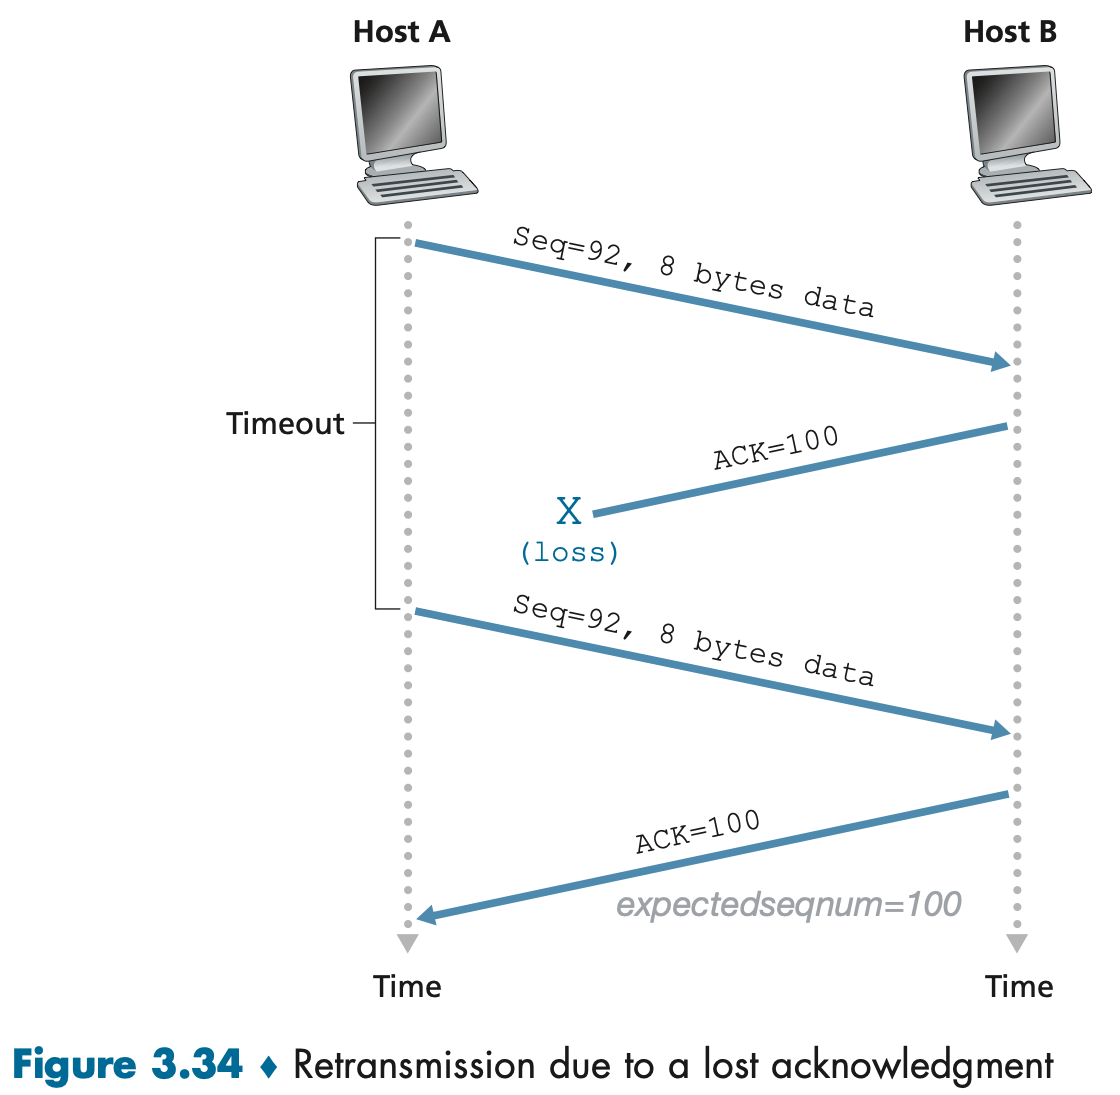 Host A
Host B
Seq=92, 8 bytes data
Timeout
ACK=100
X
(loss)
Seq=92, 8 bytes data
ACK=100
expectedseqnum=100
Time
Time
Figure 3.34 ♦ Retransmission due to a lost acknowledgment